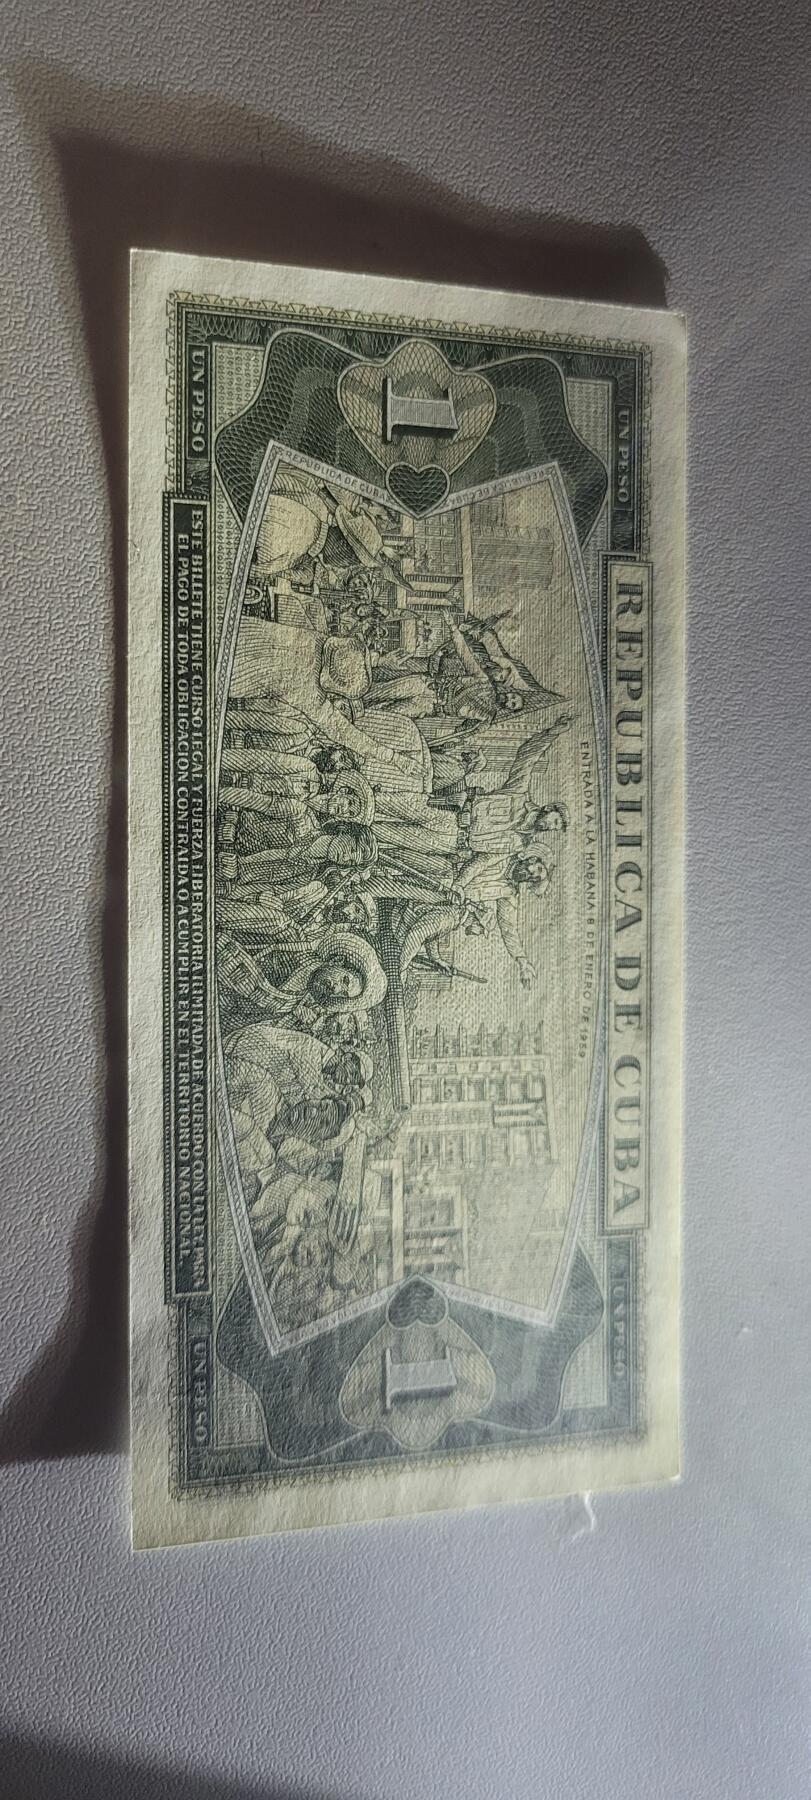 UN PESO
REPUBLICA DE CUBA
UN PESO
1
REPUBLICA DE CUBA
ENTRADA A LA HABANA 8 DE ENERO DE 1959
1
UN PESO
ESTE BILLETE TIENE CURSO LEGAL Y FUERZA LIBERATORIA ILIMITADA, DE ACUERDO CON LA LEY, PARA
EL PAGO DE TODA OBLIGACION CONTRAIDA O A CUMPLIR EN EL TERRITORIO NACIONAL.
UN PESO